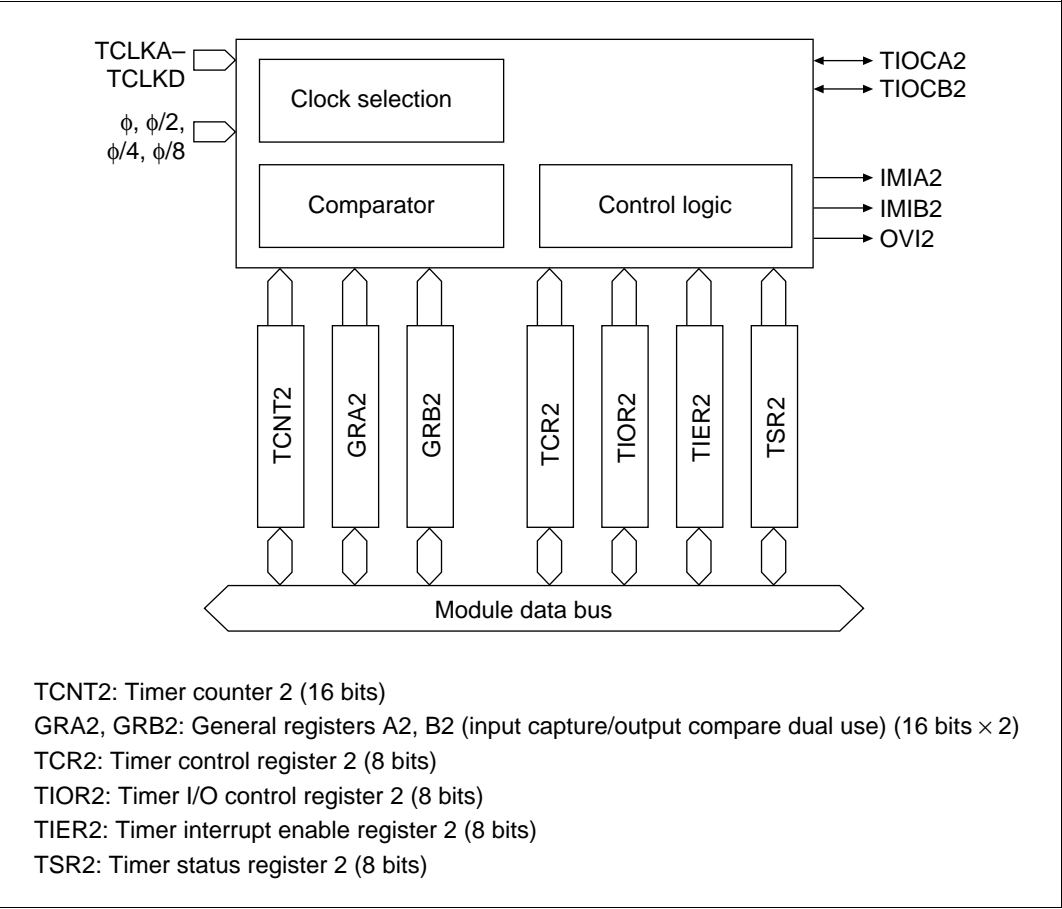 TCLKA–
TCLKD
ϕ, ϕ/2,
ϕ/4, ϕ/8
Clock selection
Comparator
Control logic
TIOCA2
TIOCB2
IMIA2
IMIB2
OVI2
TCNT2
GRA2
GRB2
TCR2
TIOR2
TIER2
TSR2
Module data bus
TCNT2: Timer counter 2 (16 bits)
GRA2, GRB2: General registers A2, B2 (input capture/output compare dual use) (16 bits × 2)
TCR2: Timer control register 2 (8 bits)
TIOR2: Timer I/O control register 2 (8 bits)
TIER2: Timer interrupt enable register 2 (8 bits)
TSR2: Timer status register 2 (8 bits)